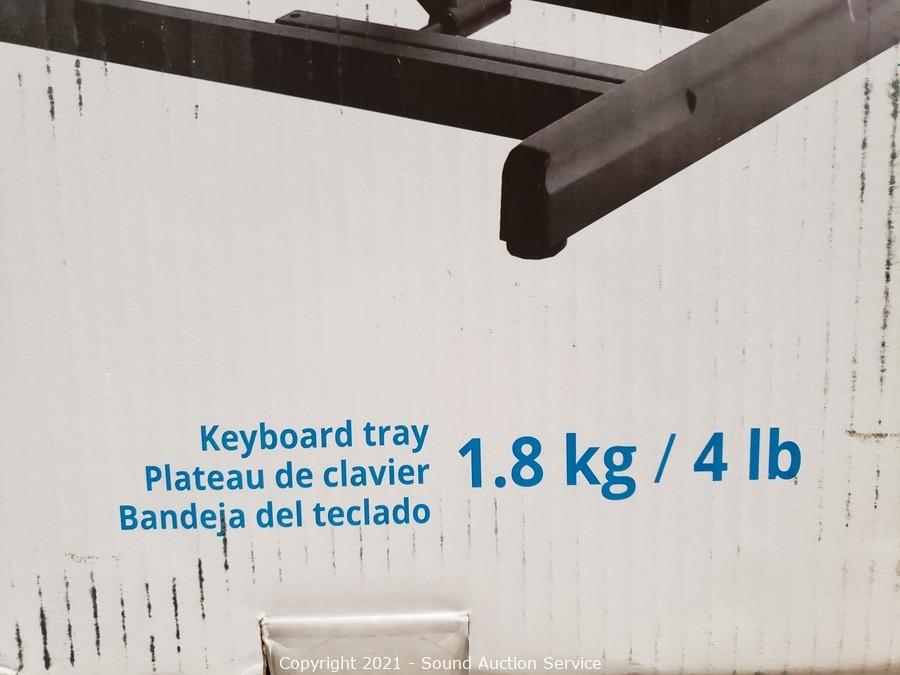 Keyboard tray
Plateau de clavier
Bandeja del teclado
1.8 kg / 4 lb
Copyright 2021 - Sound Auction Service